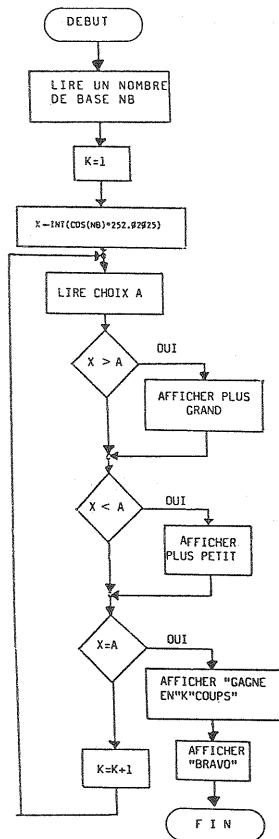 DEBUT
LIRE UN NOMBRE
DE BASE NB
K=1
X=INT(COS(NB)*252.02025)
LIRE CHOIX A
X > A
OUI
AFFICHER PLUS
GRAND
X < A
OUI
AFFICHER
PLUS PETIT
X=A
OUI
AFFICHER "GAGNE
EN"K"COUPS"
K=K+1
AFFICHER
"BRAVO"
F I N